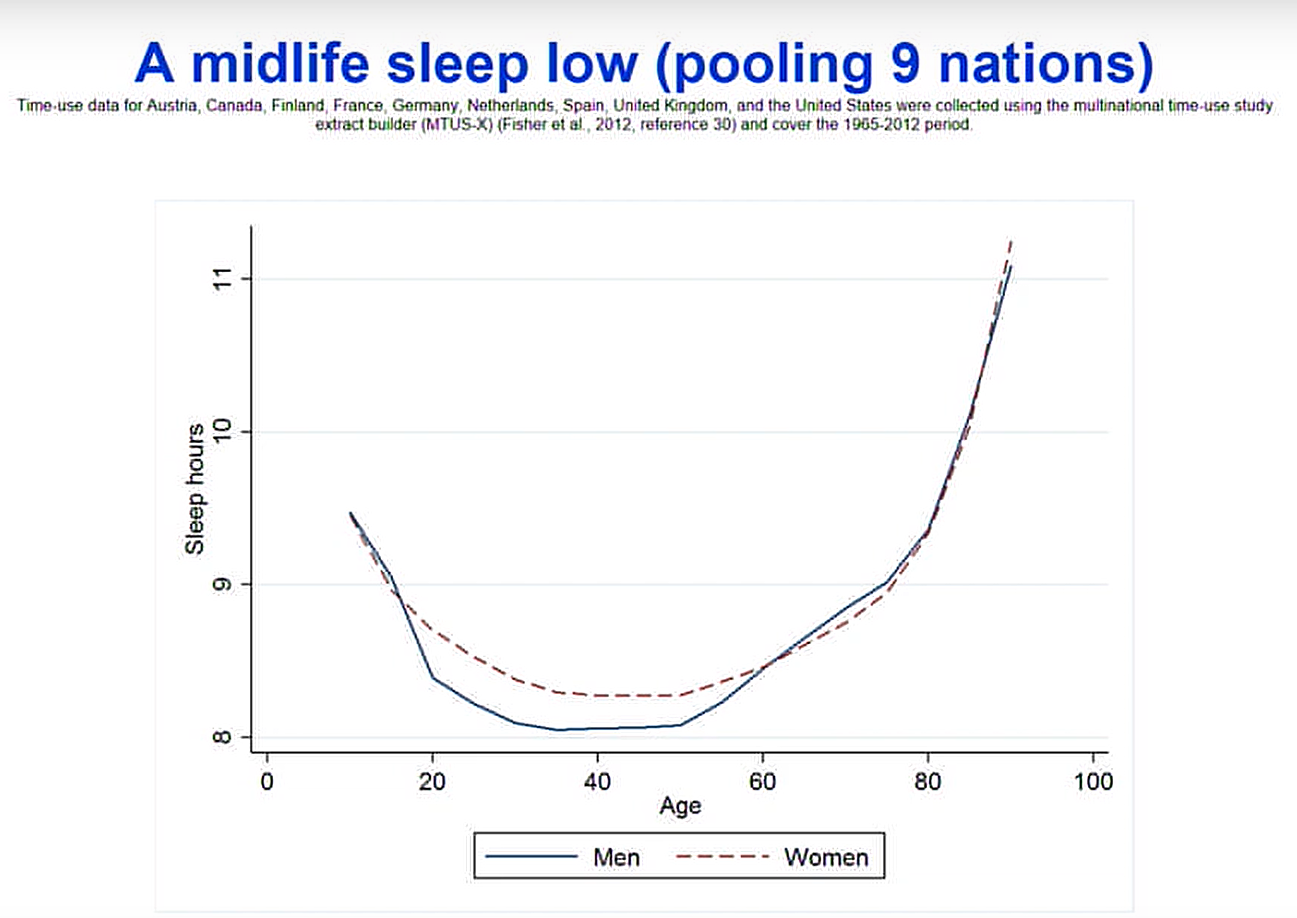 A midlife sleep low (pooling 9 nations)
Time-use data for Austria, Canada, Finland, France, Germany, Netherlands, Spain, United Kingdom, and the United States were collected using the multinational time-use study
extract builder (MTUS-X) (Fisher et al., 2012, reference 30) and cover the 1965-2012 period.
11
10
9
8
Sleep hours
0 20 40 60 80 100
Age
Men Women